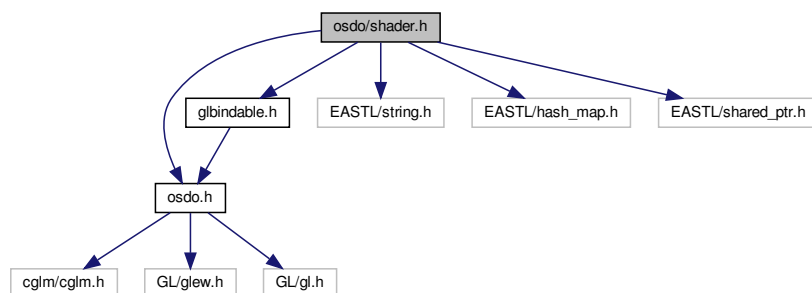 osdo/shader.h
glbindable.h
EASTL/string.h
EASTL/hash_map.h
EASTL/shared_ptr.h
osdo.h
cglm/cglm.h
GL/glew.h
GL/gl.h